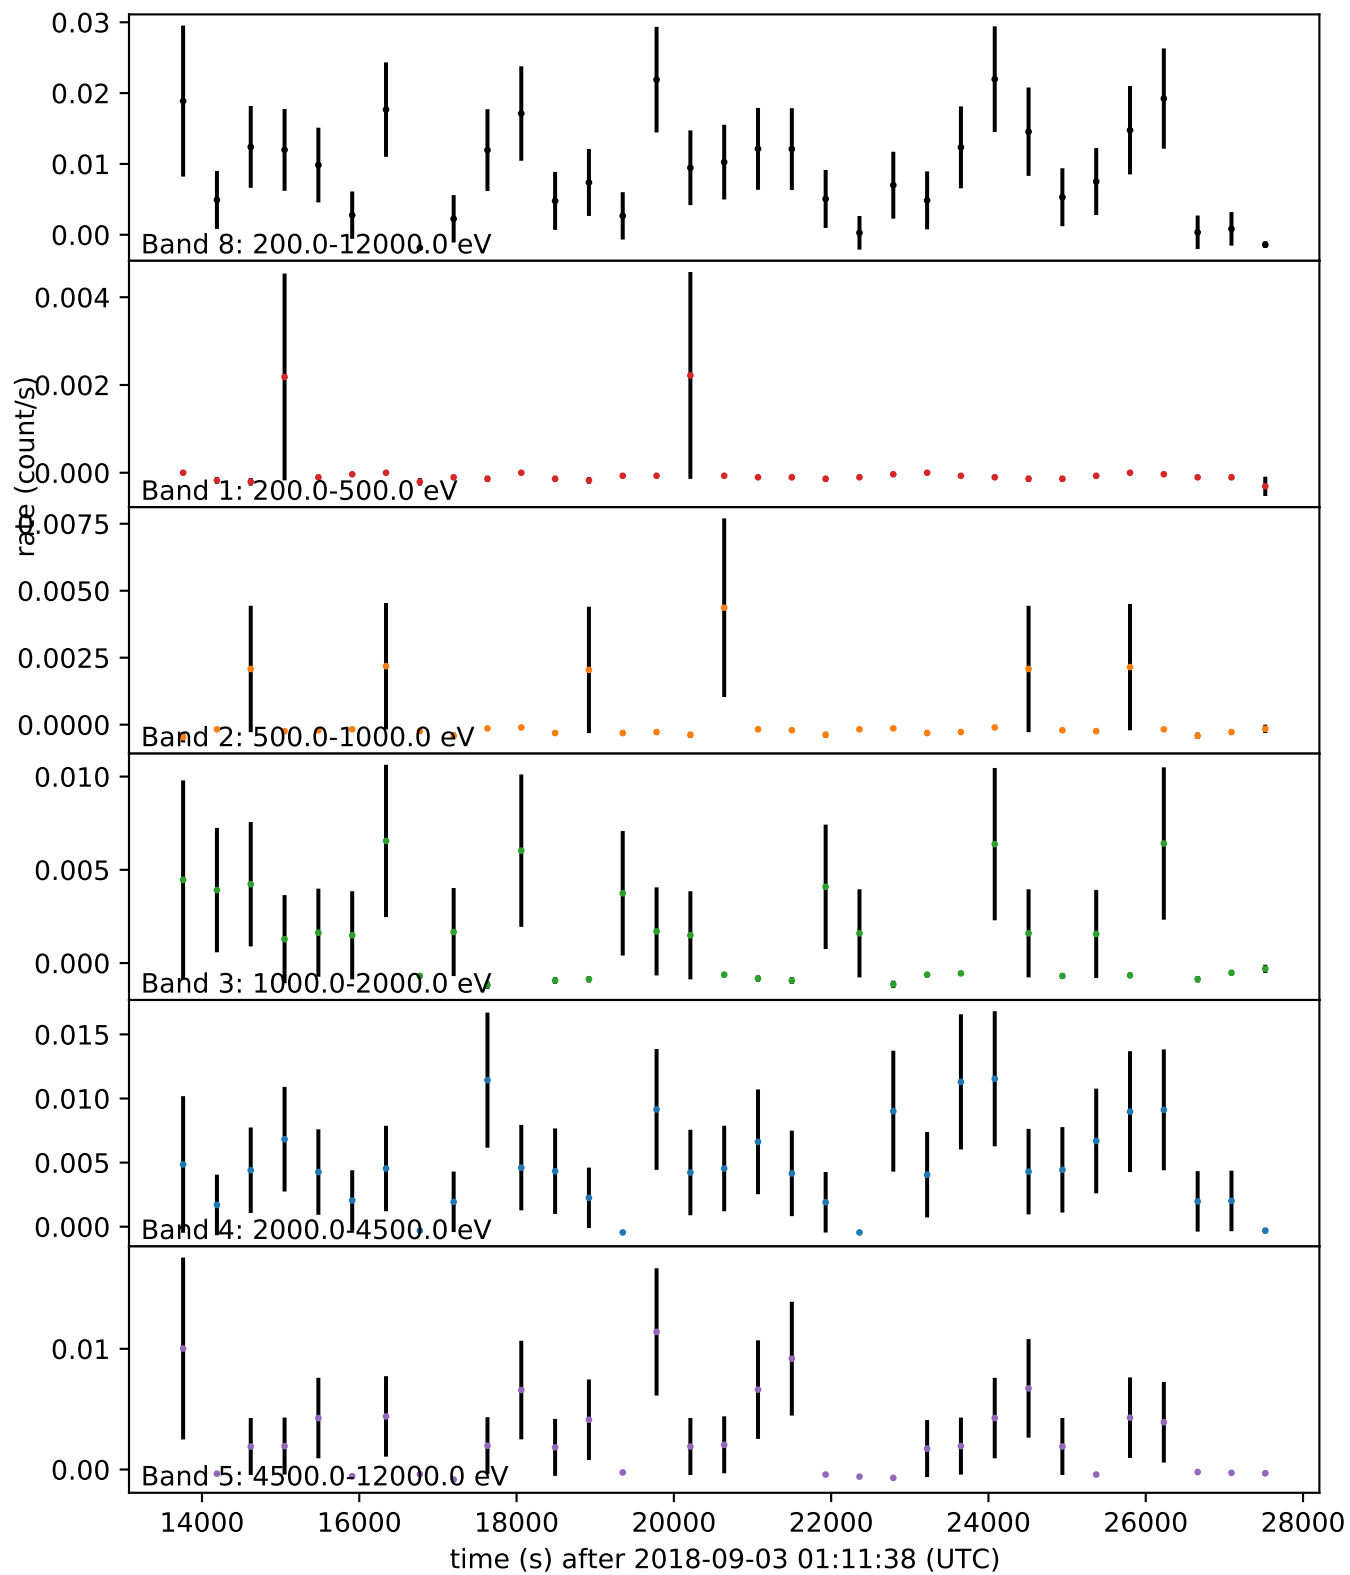 0.03
0.02
0.01
0.00
Band 8: 200.0-12000.0 eV
0.004
0.002
0.000
Band 1: 200.0-500.0 eV
rate (count/s)
0.0075
0.0050
0.0025
0.0000
Band 2: 500.0-1000.0 eV
0.010
0.005
0.000
Band 3: 1000.0-2000.0 eV
0.015
0.010
0.005
0.000
Band 4: 2000.0-4500.0 eV
0.01
0.00
Band 5: 4500.0-12000.0 eV
14000 16000 18000 20000 22000 24000 26000 28000
time (s) after 2018-09-03 01:11:38 (UTC)